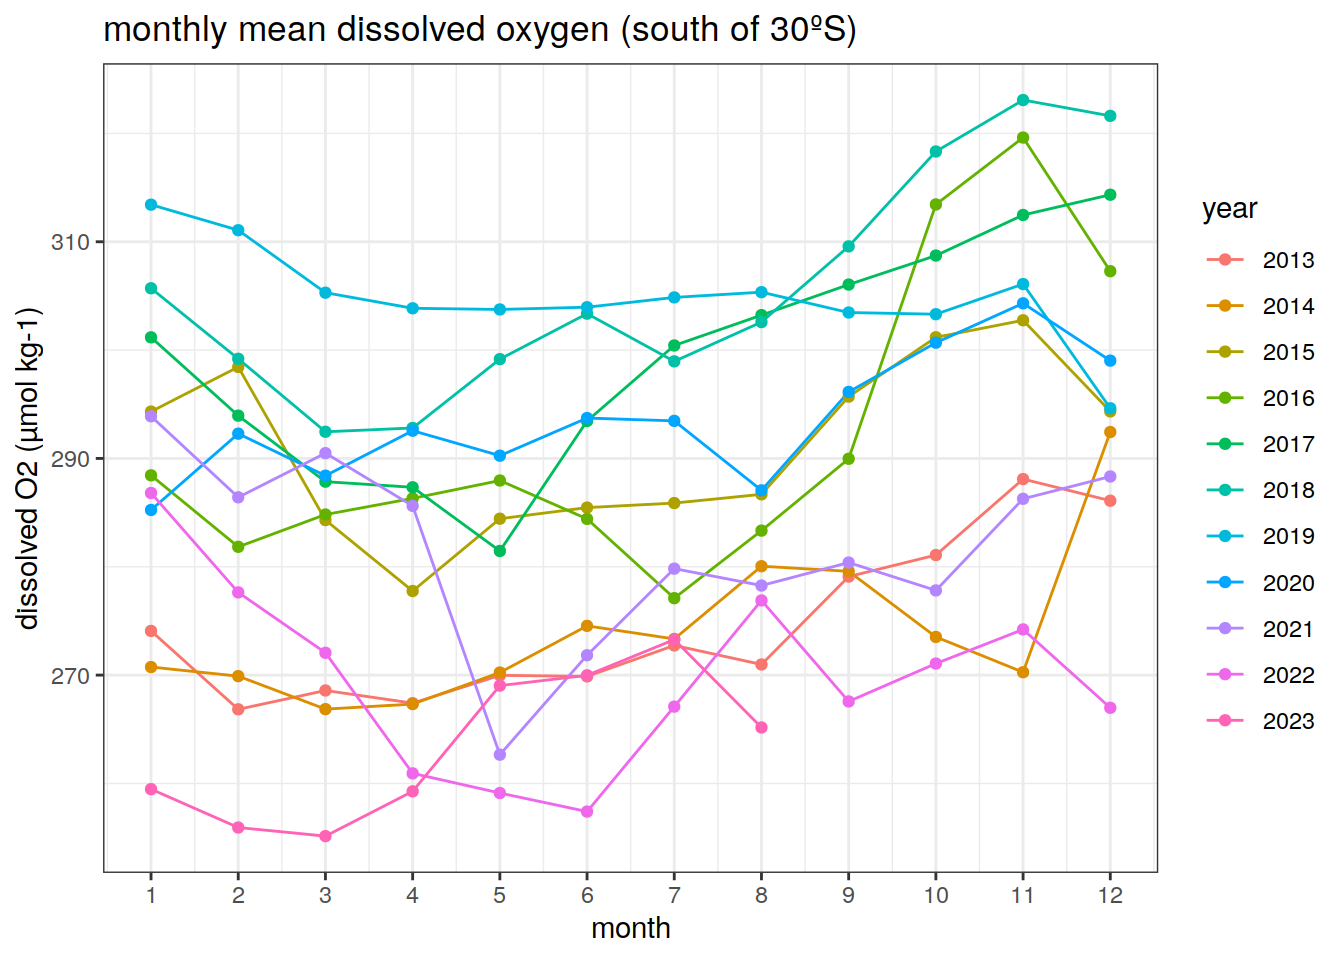 monthly mean dissolved oxygen (south of 30ºS)
dissolved O2 (µmol kg-1)
310
290
270
1 2 3 4 5 6 7 8 9 10 11 12
month
year
2013
2014
2015
2016
2017
2018
2019
2020
2021
2022
2023